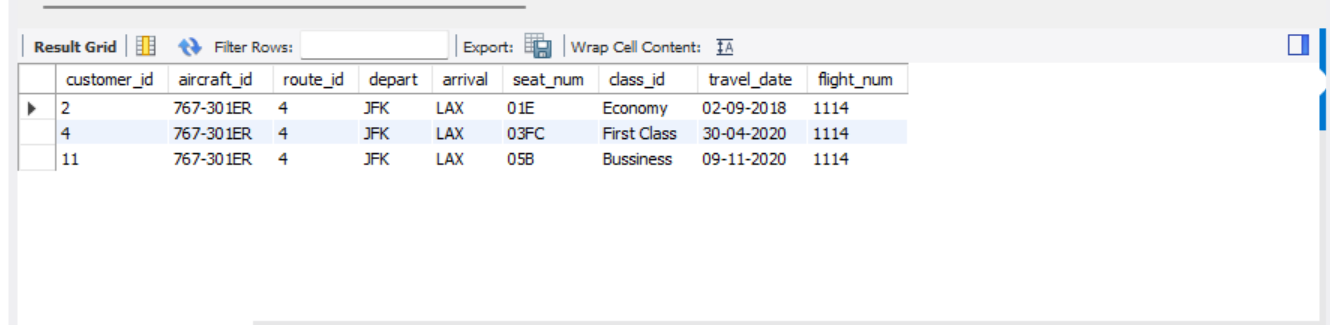 Result Grid Filter Rows: Export: Wrap Cell Content: IA
customer_id aircraft_id route_id depart arrival seat_num class_id travel_date flight_num
2 767-301ER 4 JFK LAX 01E Economy 02-09-2018 1114
4 767-301ER 4 JFK LAX 03FC First Class 30-04-2020 1114
11 767-301ER 4 JFK LAX 05B Bussiness 09-11-2020 1114